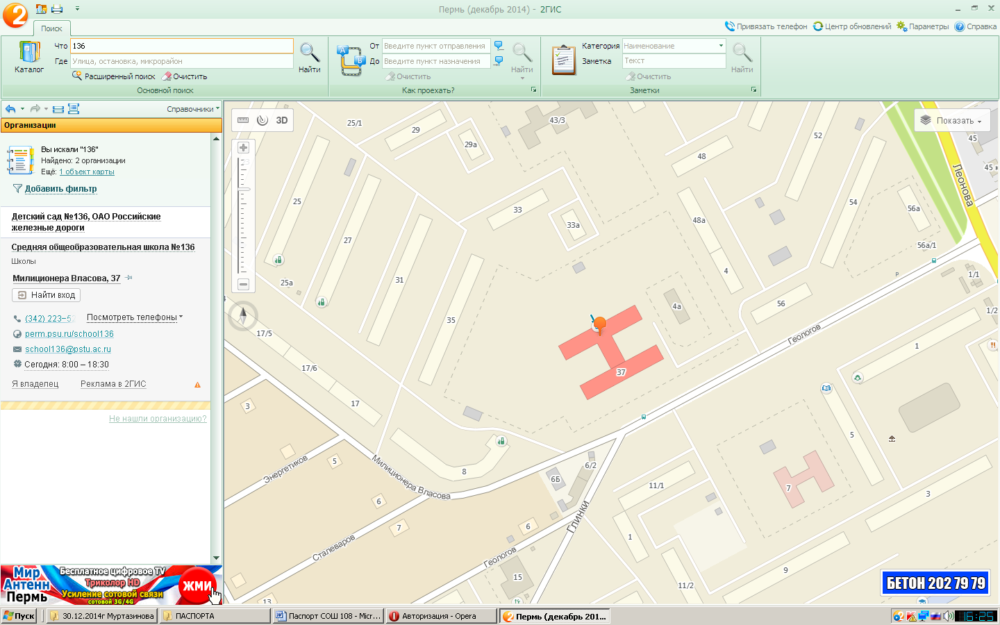 Пермь (декабрь 2014) - 2ГИС
Поиск
Привязать телефон
Центр обновлений
Параметры
Справка
Каталог
Что 136
Где Улица, остановка, микрорайон
Расширенный поиск Очистить
Найти
Основной поиск
От Введите пункт отправления
До Введите пункт назначения
Очистить
Найти
Как проехать?
Категория Наименование
Заметка Текст
Очистить
Найти
Заметки
Справочники
Организации
Вы искали "136"
Найдено: 2 организации
Ещё: 1 объект карты
Добавить фильтр
Детский сад №136, ОАО Российские
железные дороги
Средняя общеобразовательная школа №136
Школы
Милиционера Власова, 37
Найти вход
(342) 223-5 Посмотреть телефоны
perm.psu.ru/school136
school136@pstu.ac.ru
Сегодня: 8:00 – 18:30
Я владелец Реклама в 2ГИС
Не нашли организацию?
Мир Антенн Пермь
Бесплатное цифровое TV
Триколор HD
Усиление сотовой связи
сотовой 3G/4G
ЖМИ
3D
Показать
25/1
29
29а
43/3
52
45
45 к
48
25
33
33а
54
56а
48а
27
56а/1
31
4
25а
1/1
35
4а
56
1/2
17/5
17/6
37
1
17
3
5
5
8
6/2
6Б
11/1
7
3
6
7
6
1
15
9
11/2
13
Леонова
Геологов
Энергетиков
Милиционера Власова
Сталеваров
Глинки
Геологов
БЕТОН 202 79 79
Пуск
30.12.2014г Муртазинова
ПАСПОРТА
Паспорт СОШ 108 - Micr...
Авторизация - Opera
Пермь (декабрь 201...
16:25